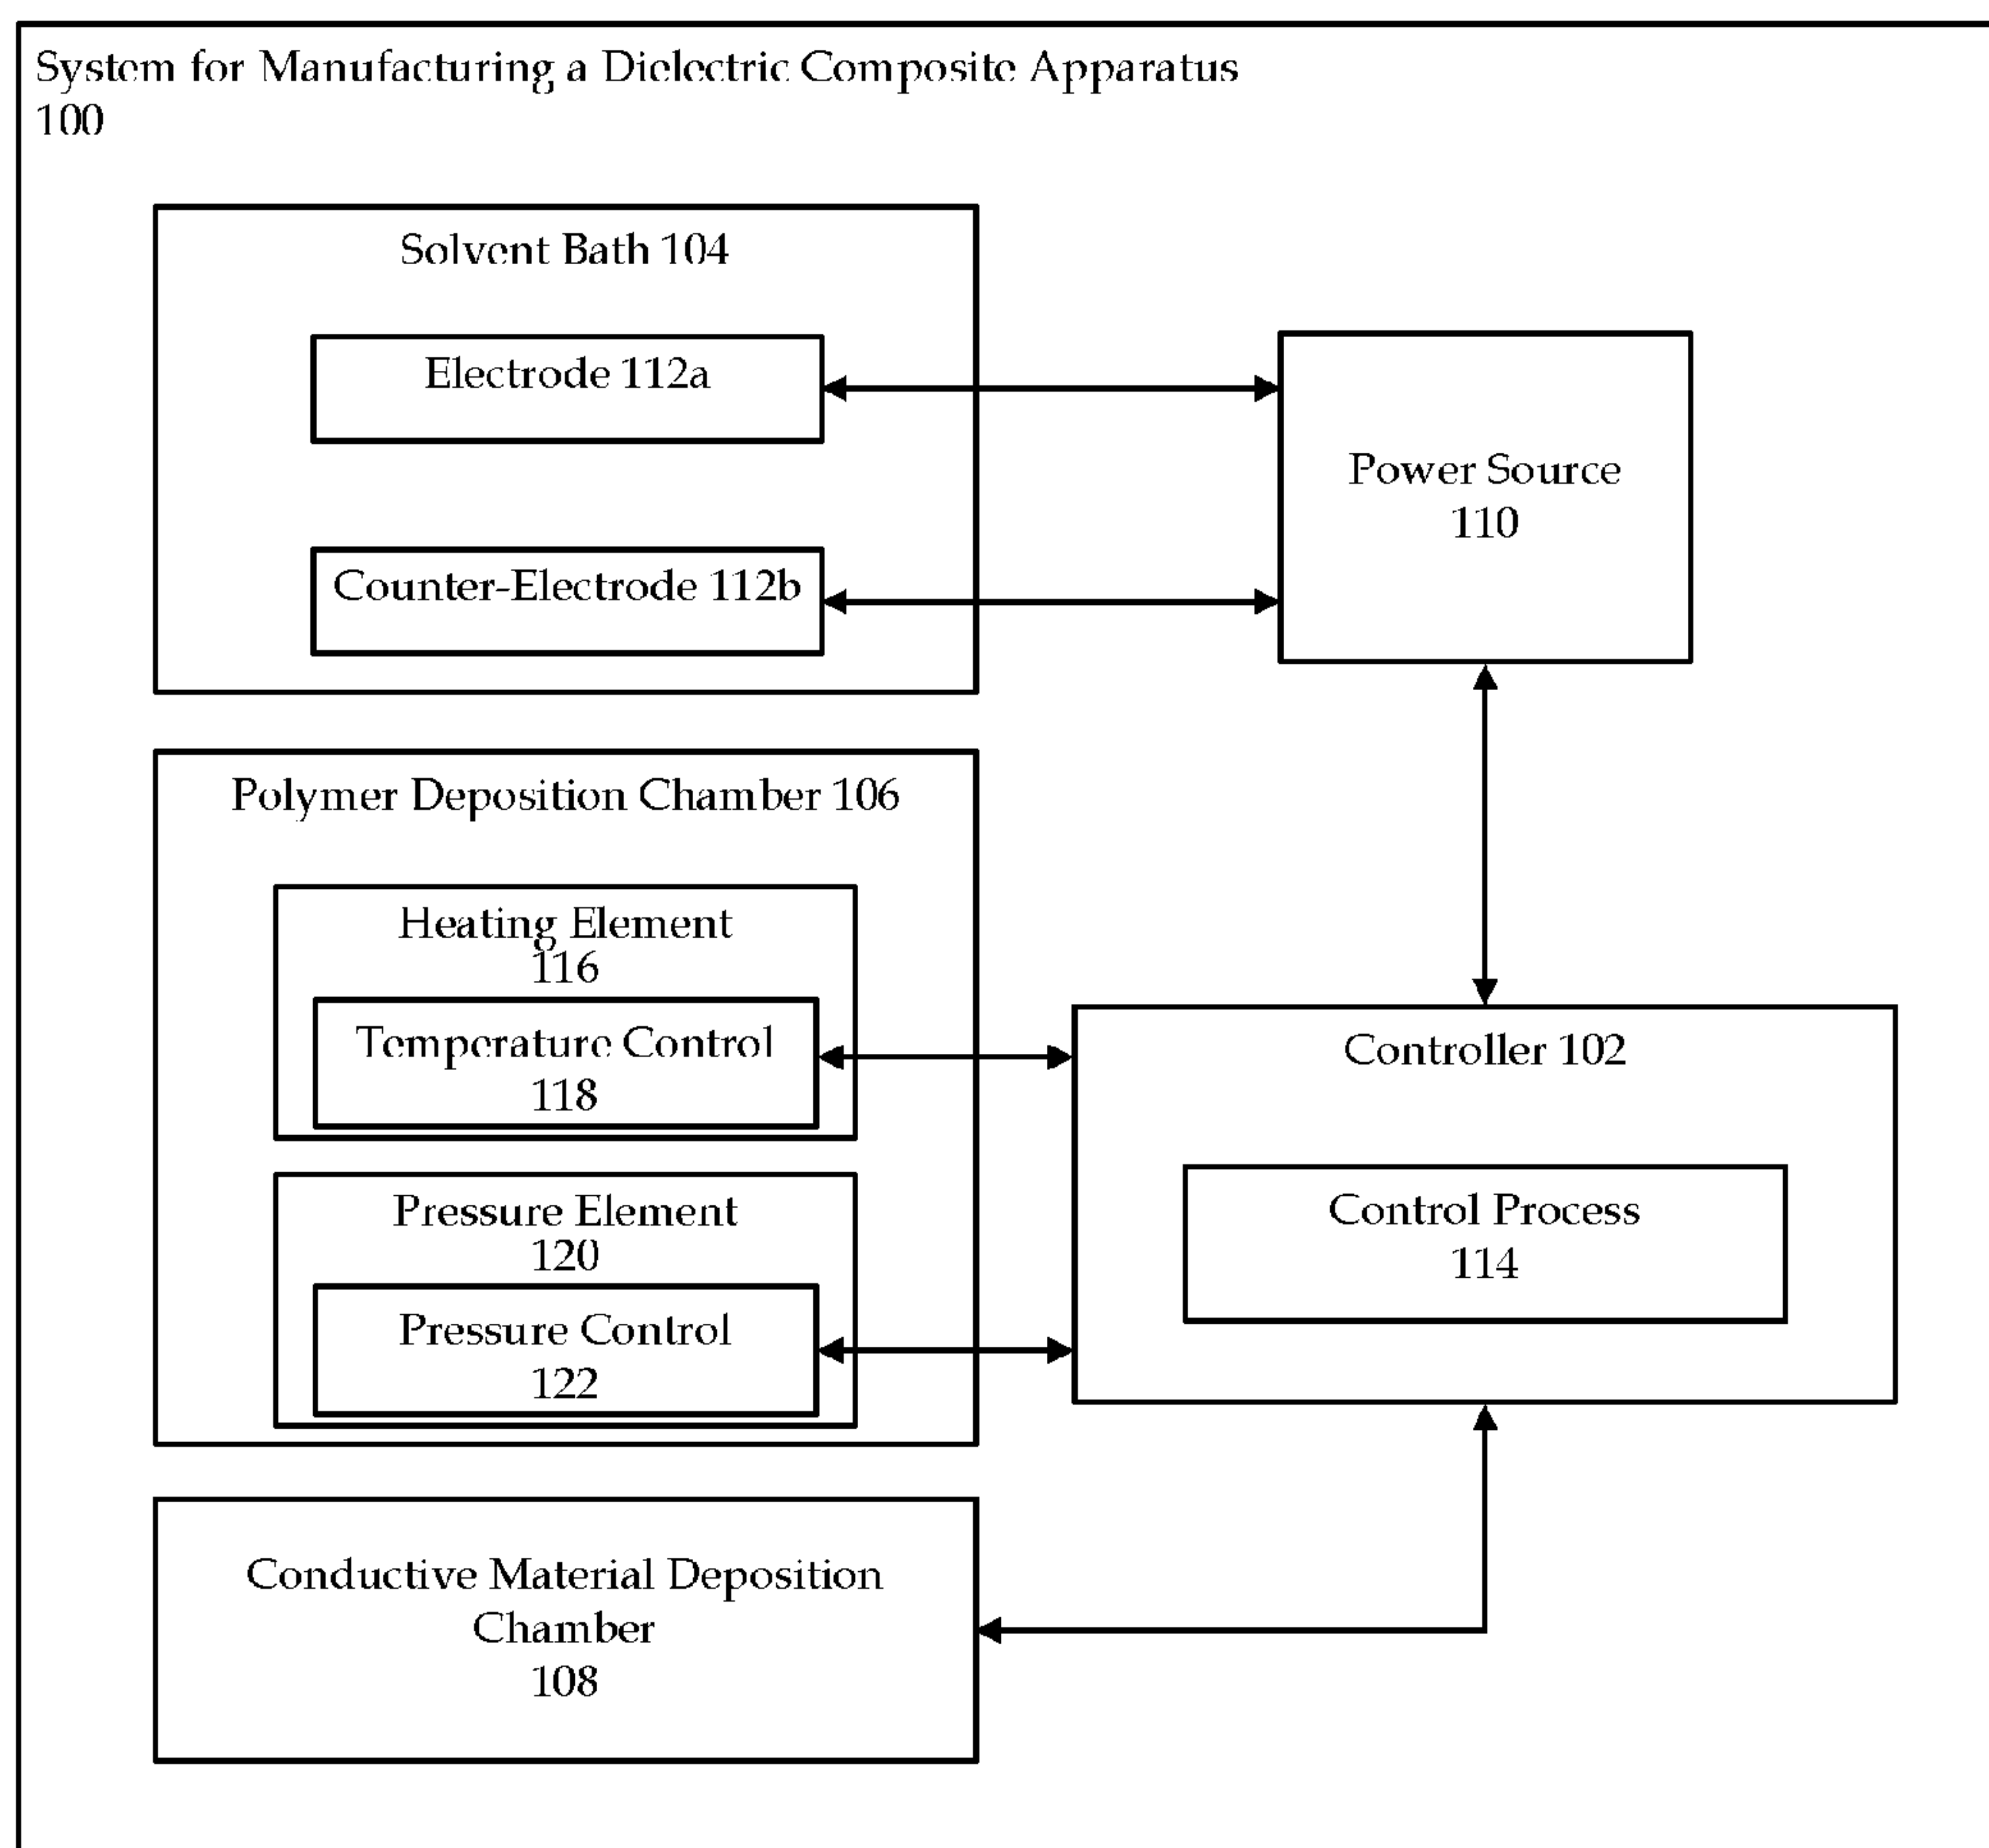 System for Manufacturing a Dielectric Composite Apparatus
100
Solvent Bath 104
Electrode 112a
Counter-Electrode 112b
Power Source
110
Polymer Deposition Chamber 106
Heating Element
116
Temperature Control
118
Pressure Element
120
Pressure Control
122
Controller 102
Control Process
114
Conductive Material Deposition
Chamber
108